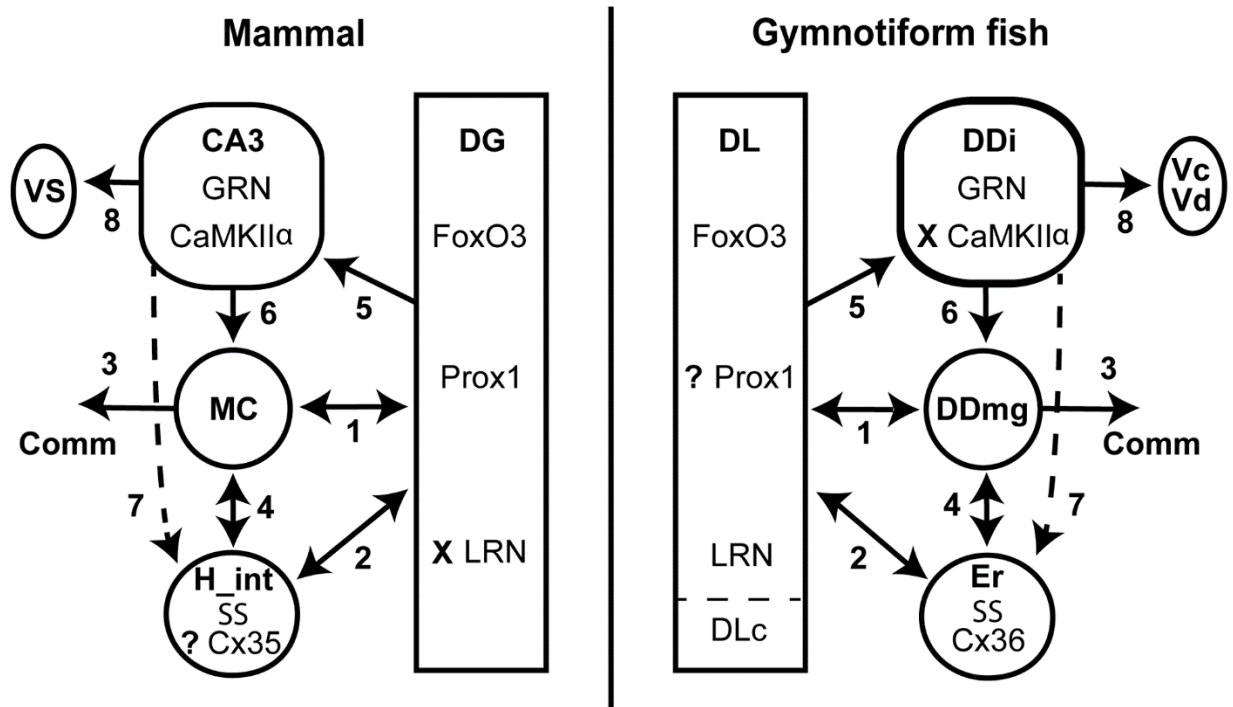 Mammal
VS
8
CA3
GRN
CaMKIIα
DG
FoxO3
5
6
Prox1
3
MC
1
Comm
7
4
2
X LRN
H_int
SS
? Cx35
Gymnotiform fish
DL
FoxO3
DDi
GRN
X CaMKIIα
Vc
Vd
8
5
6
? Prox1
3
DDmg
1
Comm
4
7
2
LRN
DLc
Er
SS
Cx36